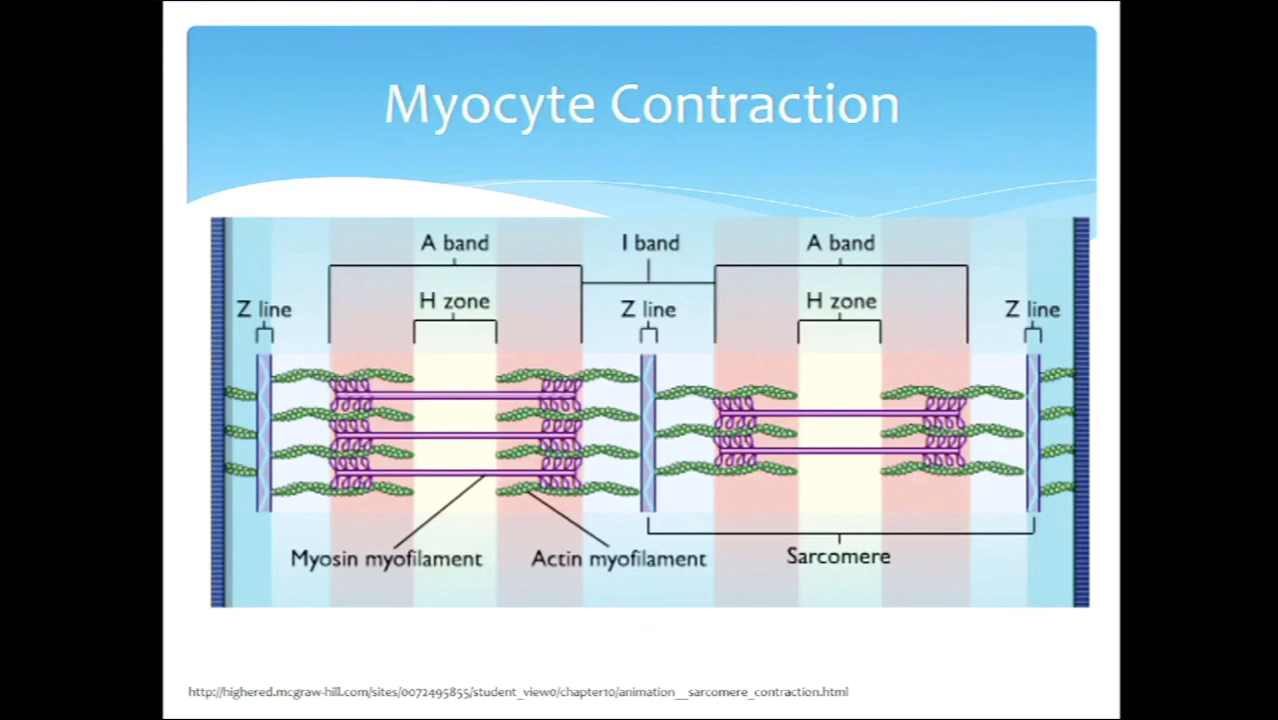 Myocyte Contraction
A band
I band
A band
H zone
H zone
Z line
Z line
Z line
Myosin myofilament
Actin myofilament
Sarcomere
http://highered.mcgraw-hill.com/sites/0072495855/student_view0/chapter10/animation__sarcomere_contraction.html